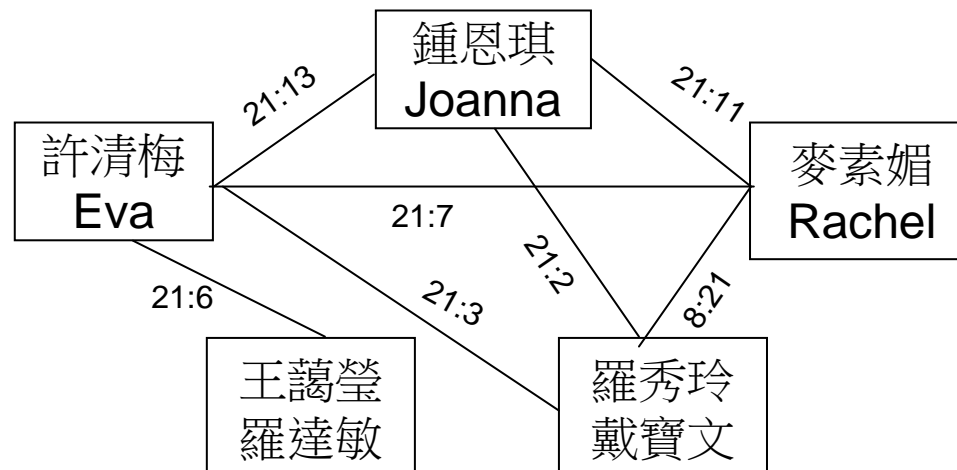 鍾恩琪
Joanna
21:13
21:11
許清梅
Eva
麥素媚
Rachel
21:7
21:2
21:6
21:3
8:21
王藹瑩
羅達敏
羅秀玲
戴寶文